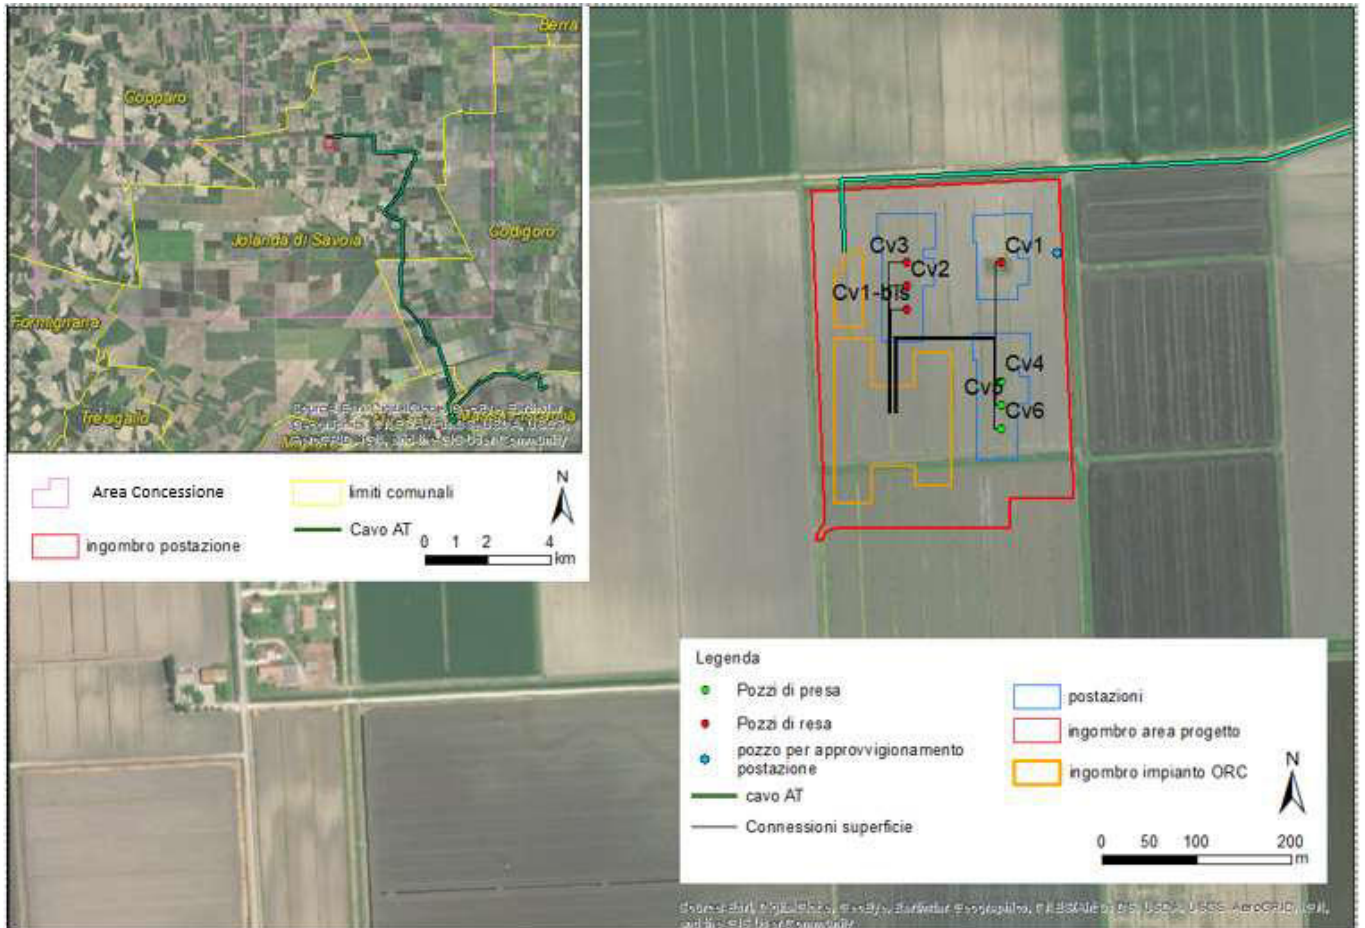 Berra
Copparo
Jolanda di Savoia
Codigoro
Formignana
Tresigallo
Area Concessione
limiti comunali
ingombro postazione
Cavo AT
N
0 1 2 4
km
Cv3
Cv1
Cv2
Cv1-bis
Cv4
Cv5
Cv6
Legenda
Pozzi di presa
Pozzi di resa
pozzo per approvvigionamento
postazione
cavo AT
Connessioni superficie
postazioni
ingombro area progetto
ingombro impianto ORC
N
0 50 100 200
m